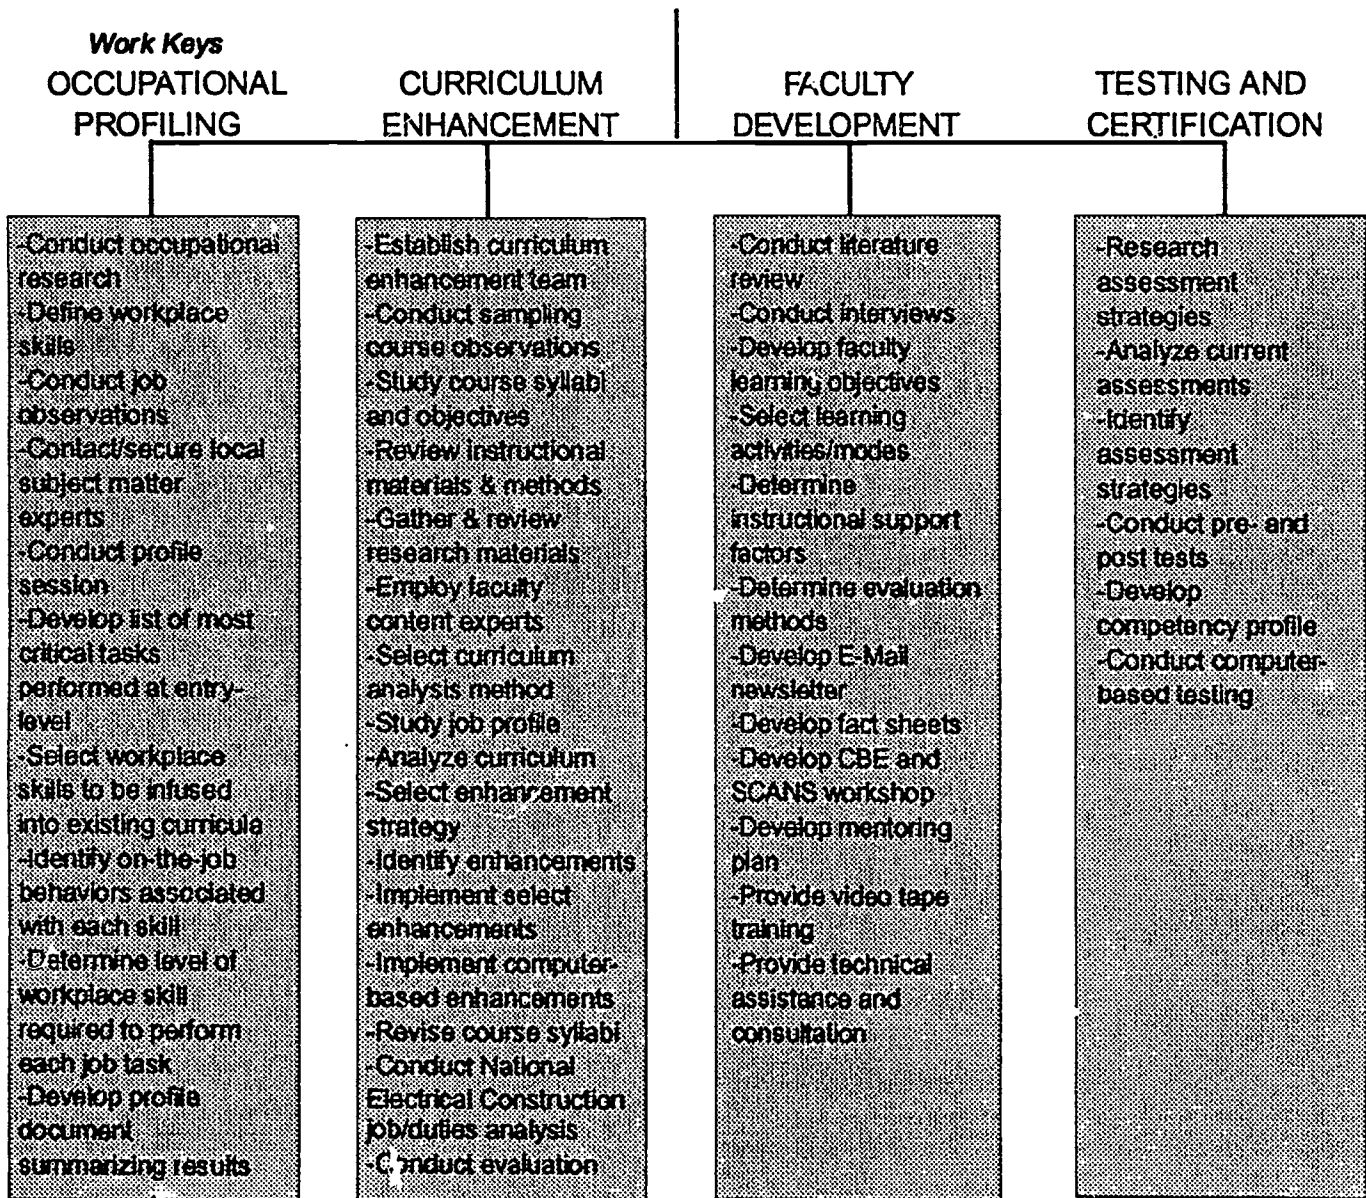 Work Keys
OCCUPATIONAL
PROFILING
CURRICULUM
ENHANCEMENT
FACULTY
DEVELOPMENT
TESTING AND
CERTIFICATION
-Conduct occupational
research
-Define workplace
skills
-Conduct job
observations
-Contact/secure local
subject matter
experts
-Conduct profile
session
-Develop list of most
critical tasks
performed at entry-
level
-Select workplace
skills to be infused
into existing curricula
-Identify on-the-job
behaviors associated
with each skill
-Determine level of
workplace skill
required to perform
each job task
-Develop profile
document
summarizing results
-Establish curriculum
enhancement team
-Conduct sampling
course observations
-Study course syllabi
and objectives
-Review instructional
materials & methods
-Gather & review
research materials
-Employ faculty
content experts
-Select curriculum
analysis method
-Study job profile
-Analyze curriculum
-Select enhancement
strategy
-Identify enhancements
-Implement select
enhancements
-Implement computer-
based enhancements
-Revise course syllabi
-Conduct National
Electrical Construction
job/duties analysis
-Conduct evaluation
-Conduct literature
review
-Conduct interviews
-Develop faculty
learning objectives
-Select learning
activities/modes
-Determine
instructional support
factors
-Determine evaluation
methods
-Develop E-Mail
newsletter
-Develop fact sheets
-Develop CBE and
SCANS workshop
-Develop mentoring
plan
-Provide video tape
training
-Provide technical
assistance and
consultation
-Research
assessment
strategies
-Analyze current
assessments
-Identify
assessment
strategies
-Conduct pre- and
post tests
-Develop
competency profile
-Conduct computer-
based testing